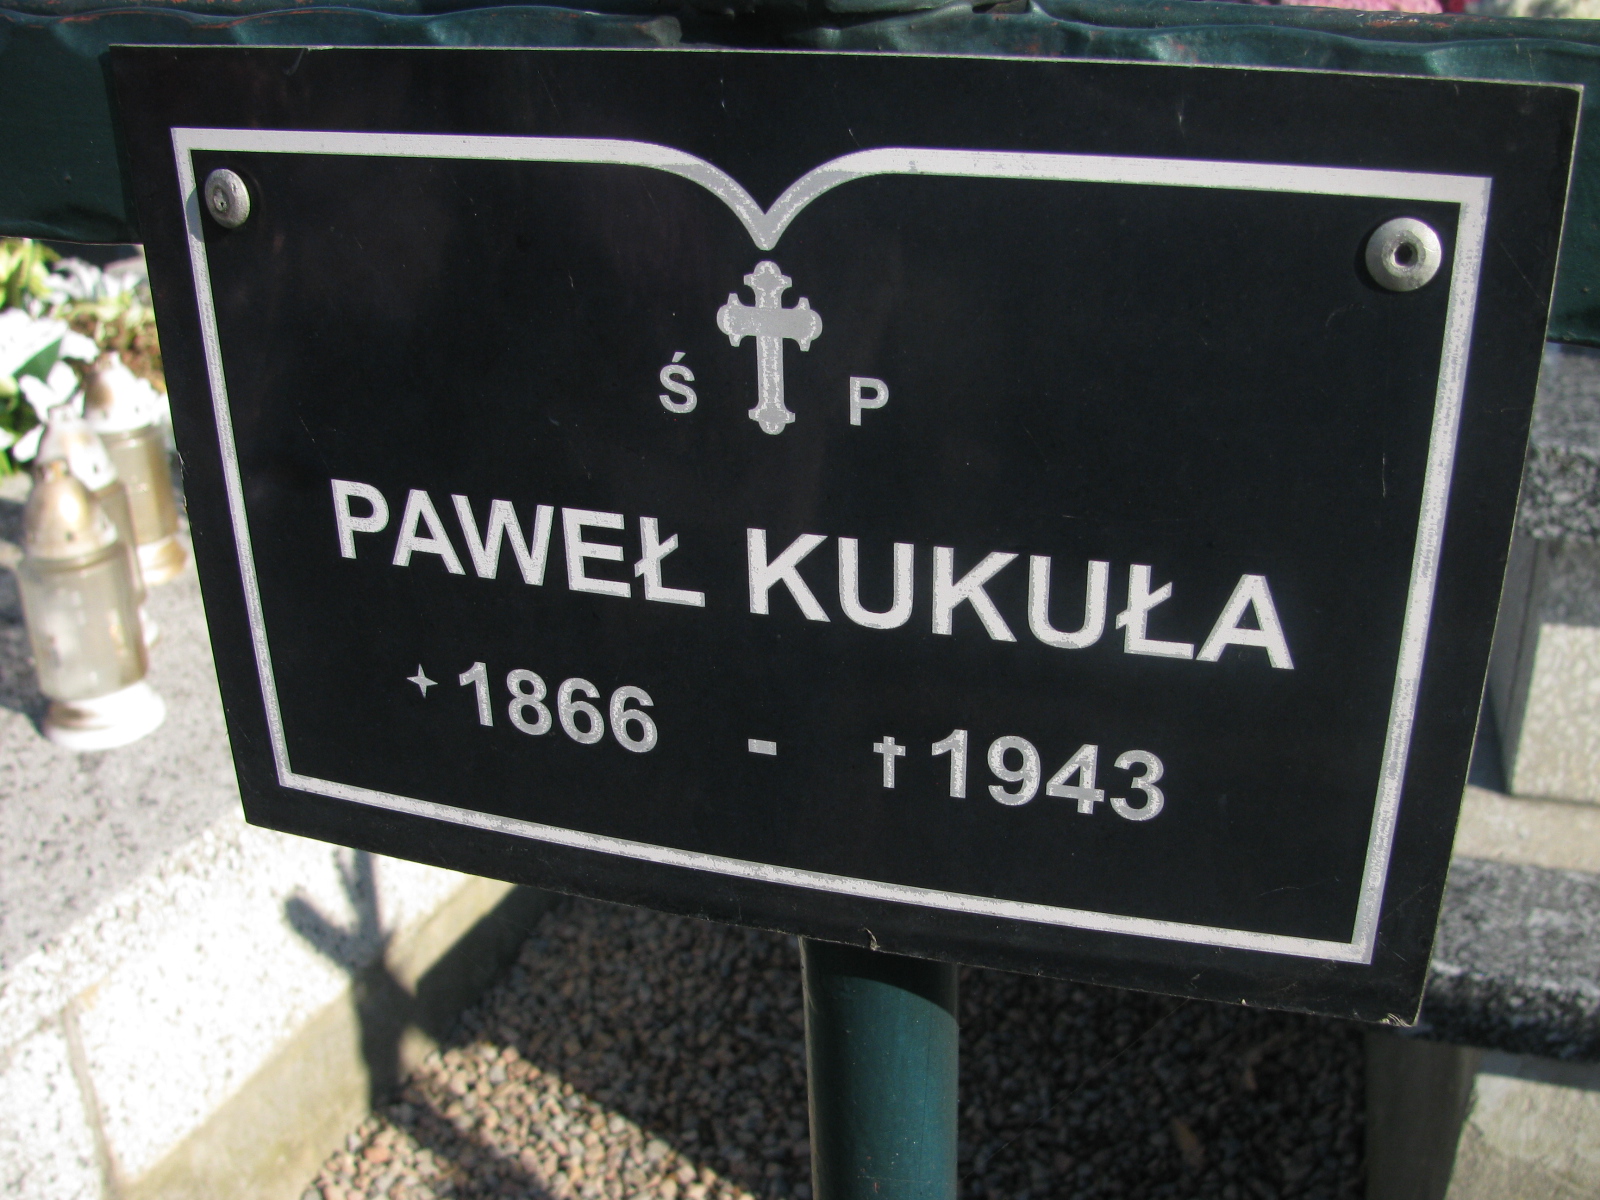 Ś P
PAWEŁ KUKUŁA
1866 - †1943